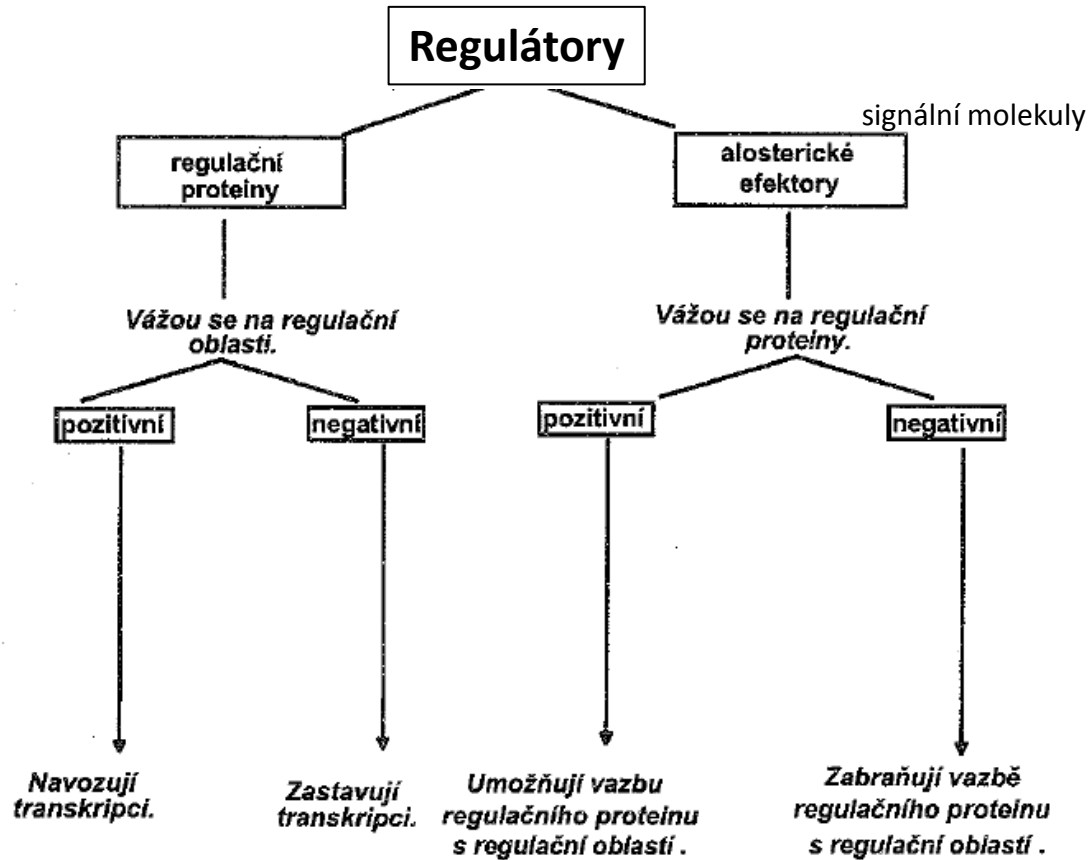 Regulátory
signální molekuly
regulační
proteiny
alosterické
efektory
Vážou se na regulační
oblasti.
Vážou se na regulační
proteiny.
pozitivní
negativní
pozitivní
negativní
Navozují
transkripci.
Zastavují
transkripci.
Umožňují vazbu
regulačního proteinu
s regulační oblastí .
Zabraňují vazbě
regulačního proteinu
s regulační oblastí .